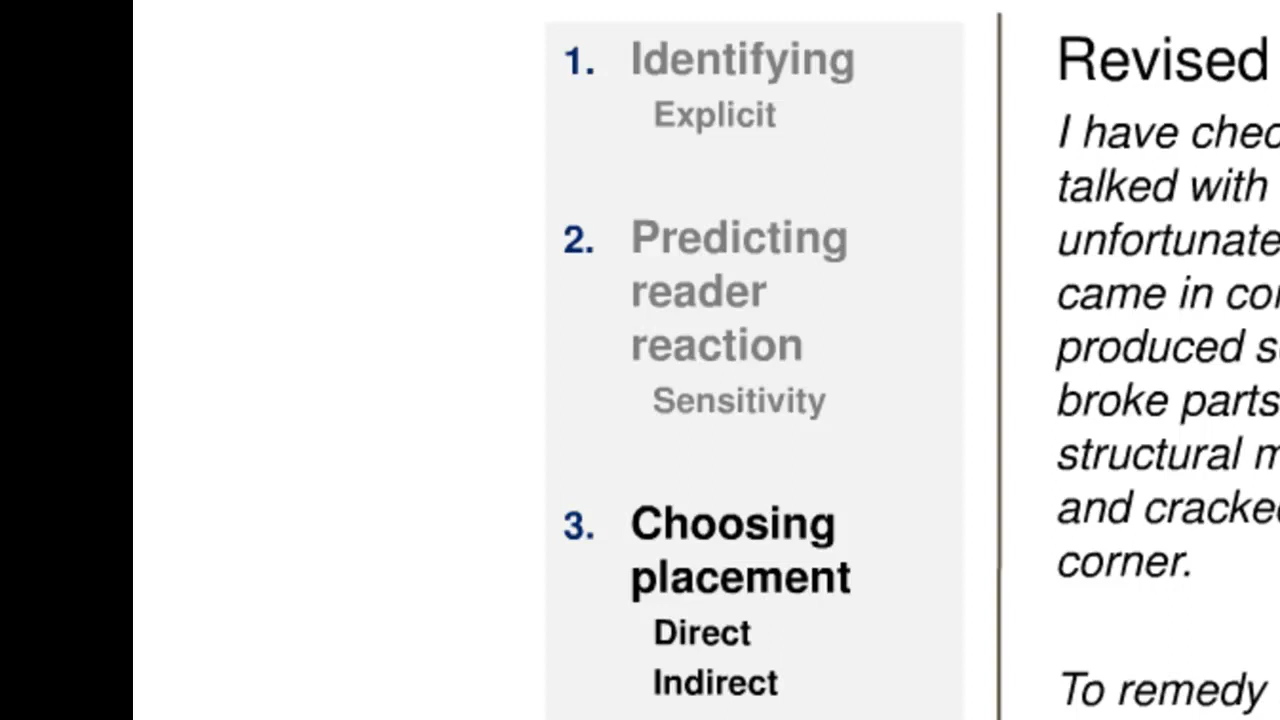 1. Identifying
Explicit
2. Predicting
reader
reaction
Sensitivity
3. Choosing
placement
Direct
Indirect
Revised
I have
talked with
unfortunate
came in
produced
broke parts
structural
and
corner.
To remedy